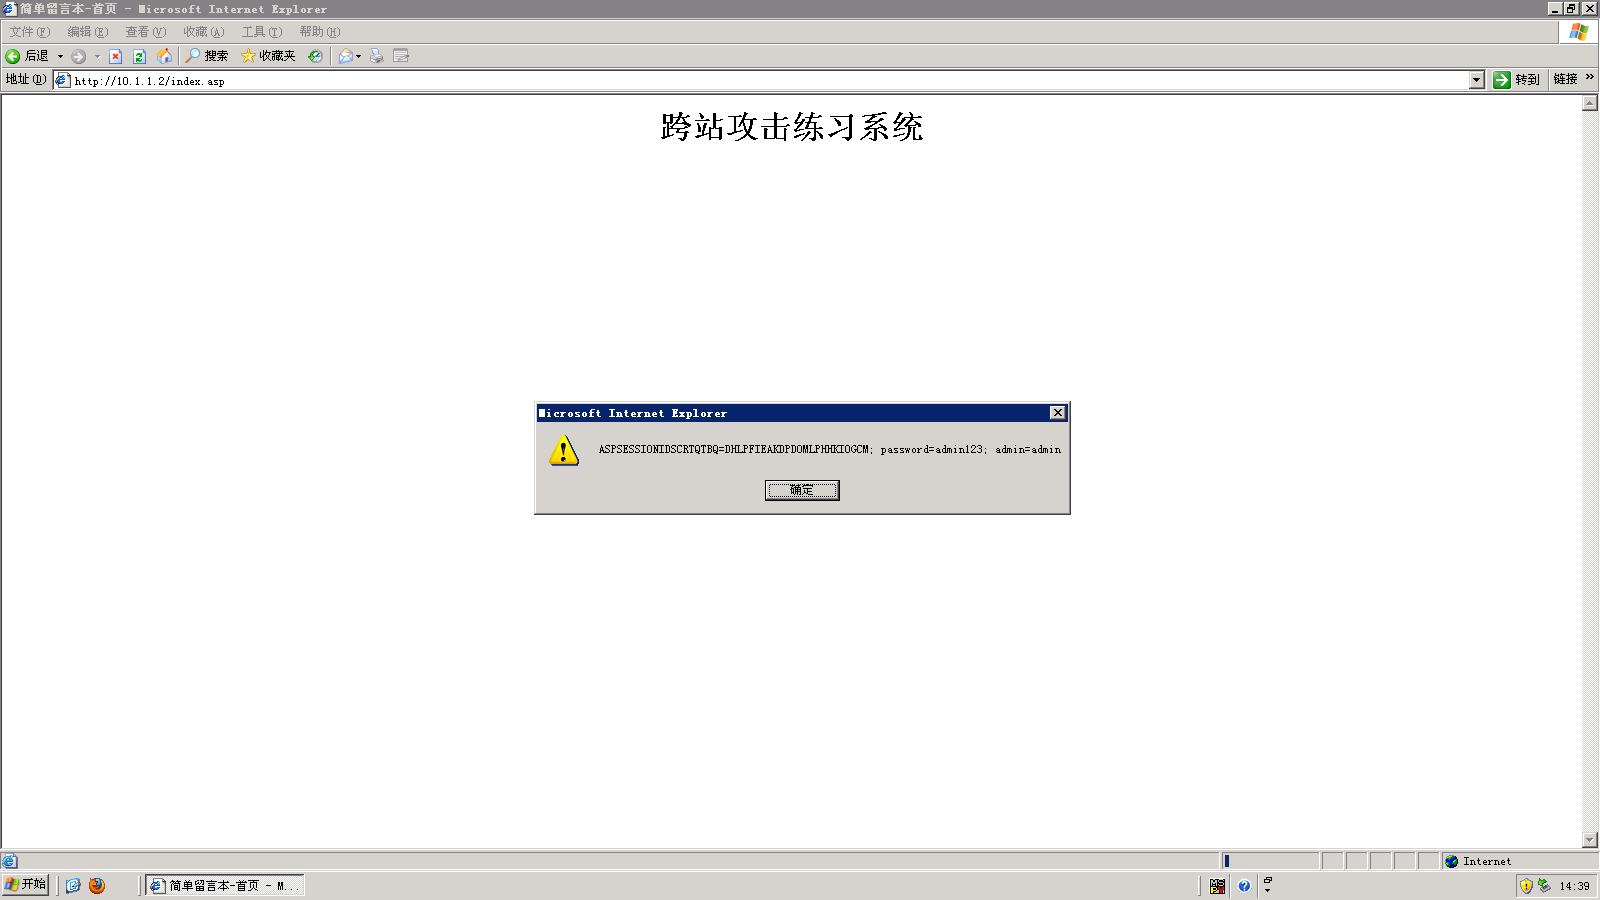 简单留言本-首页 - Microsoft Internet Explorer
文件(F) 编辑(E) 查看(V) 收藏(A) 工具(T) 帮助(H)
后退 搜索 收藏夹
地址(D) http://10.1.1.2/index.asp 转到 链接 »
跨站攻击练习系统
Microsoft Internet Explorer
ASPSESSIONIDSCRTQTBQ=DHLPFIEAKDPDOMLPHHKIOGCM; password=admin123; admin=admin
确定
Internet
开始 简单留言本-首页 - M... 14:39